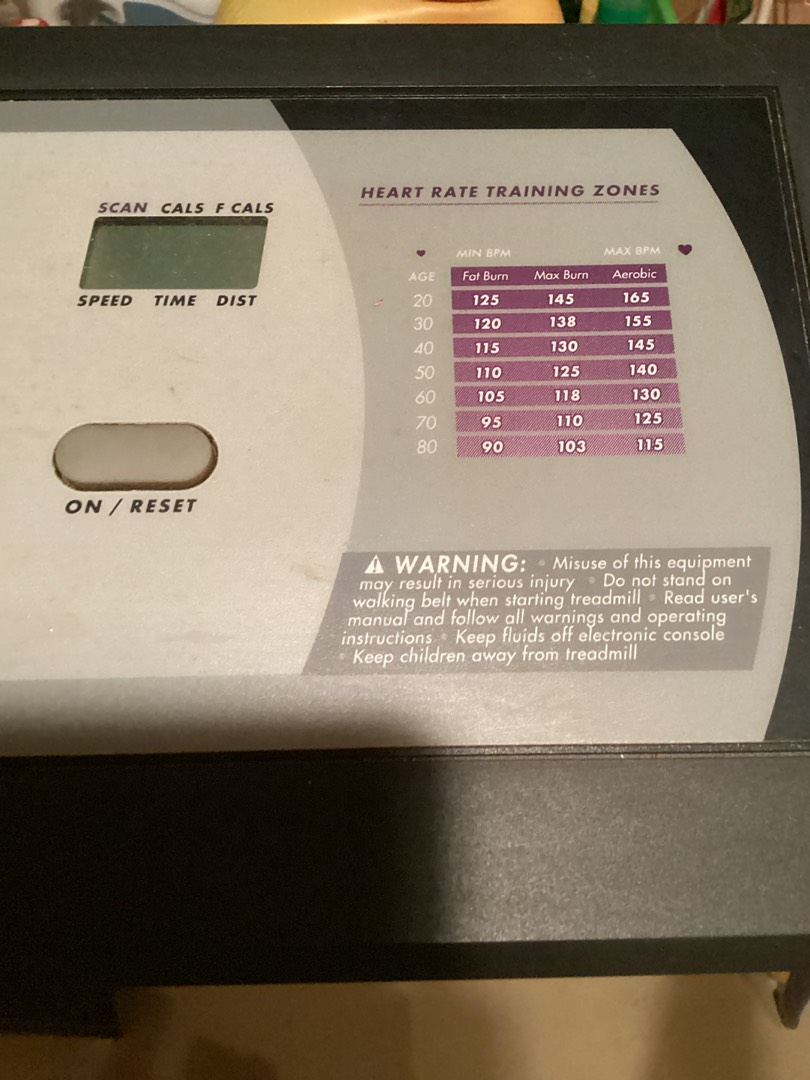 SCAN CALS F CALS
SPEED TIME DIST
ON / RESET
HEART RATE TRAINING ZONES
MIN BPM MAX BPM
AGE Fat Burn Max Burn Aerobic
20 125 145 165
30 120 138 155
40 115 130 145
50 110 125 140
60 105 118 130
70 95 110 125
80 90 103 115
WARNING: • Misuse of this equipment
may result in serious injury • Do not stand on
walking belt when starting treadmill • Read user's
manual and follow all warnings and operating
instructions • Keep fluids off electronic console
• Keep children away from treadmill